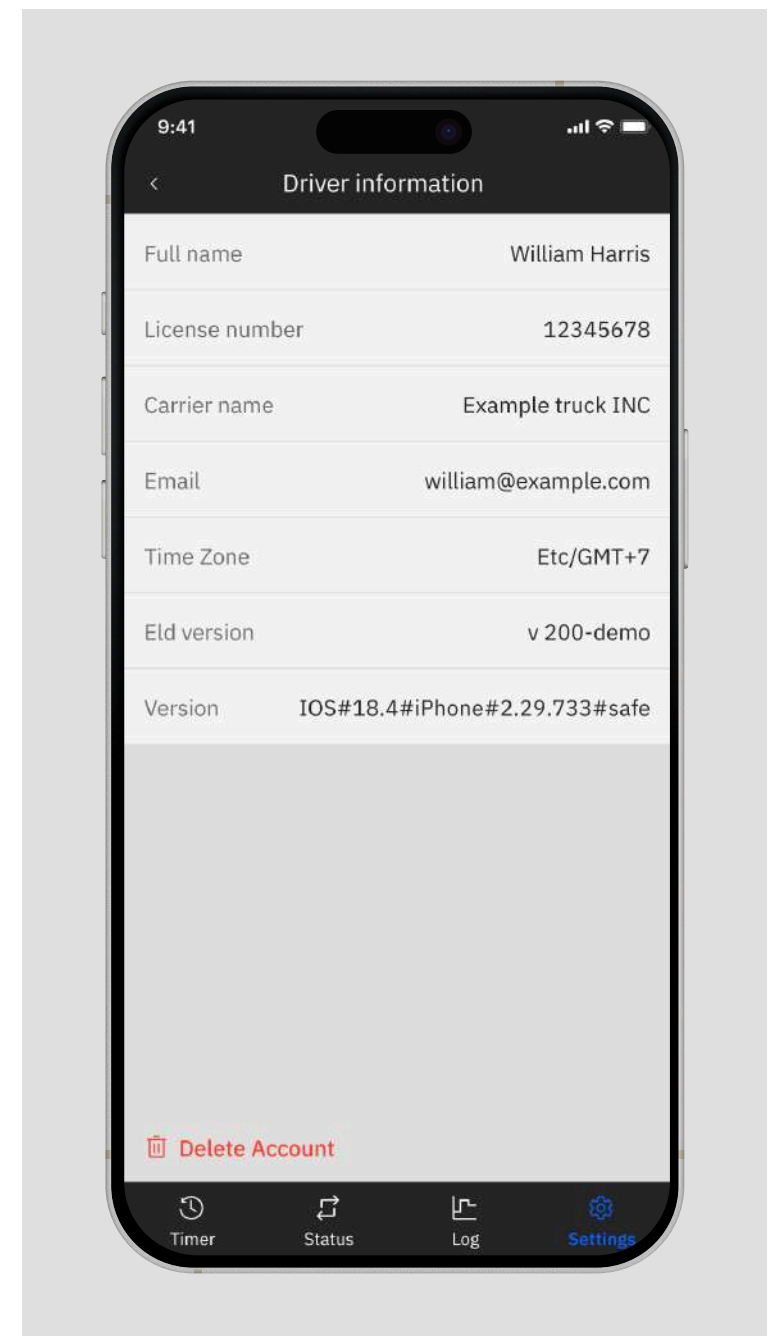 9:41
Driver information
Full name William Harris
License number 12345678
Carrier name Example truck INC
Email william@example.com
Time Zone Etc/GMT+7
Eld version v 200-demo
Version IOS#18.4#iPhone#2.29.733#safe
Delete Account
Timer Status Log Settings